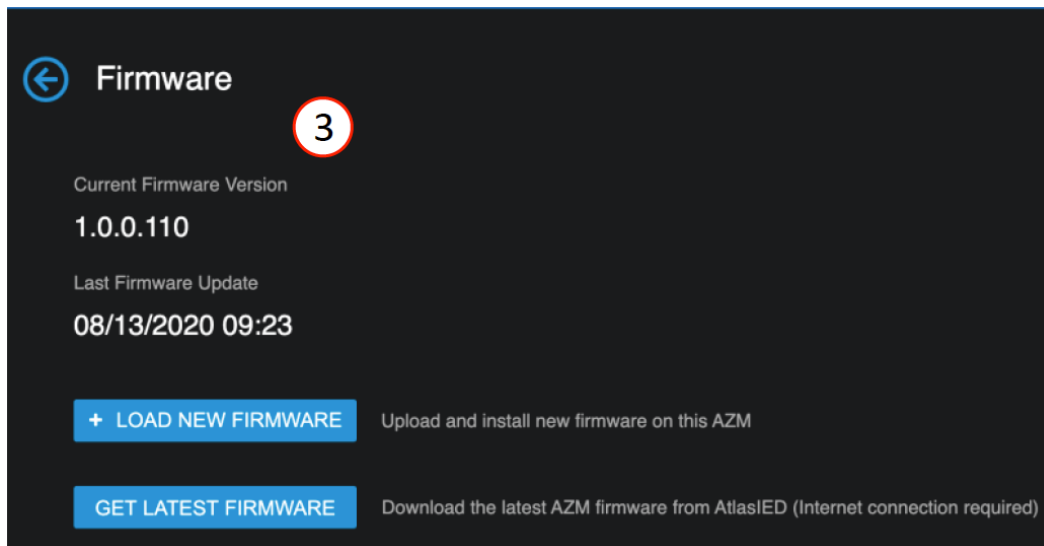 Firmware
3
Current Firmware Version
1.0.0.110
Last Firmware Update
08/13/2020 09:23
+ LOAD NEW FIRMWARE Upload and install new firmware on this AZM
GET LATEST FIRMWARE Download the latest AZM firmware from AtlasIED (Internet connection required)